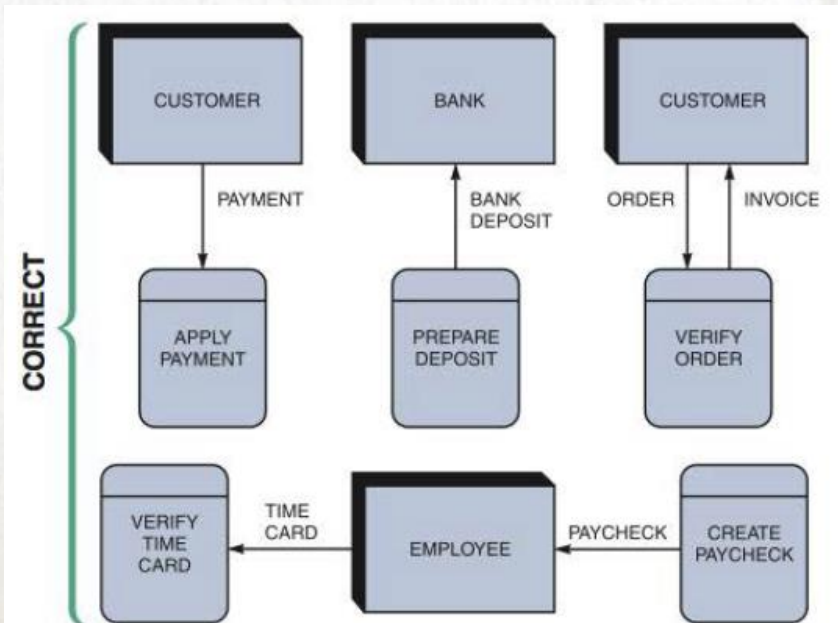 CUSTOMER
BANK
CUSTOMER
PAYMENT
BANK
DEPOSIT
ORDER
INVOICE
CORRECT
APPLY
PAYMENT
PREPARE
DEPOSIT
VERIFY
ORDER
VERIFY
TIME
CARD
TIME
CARD
EMPLOYEE
PAYCHECK
CREATE
PAYCHECK